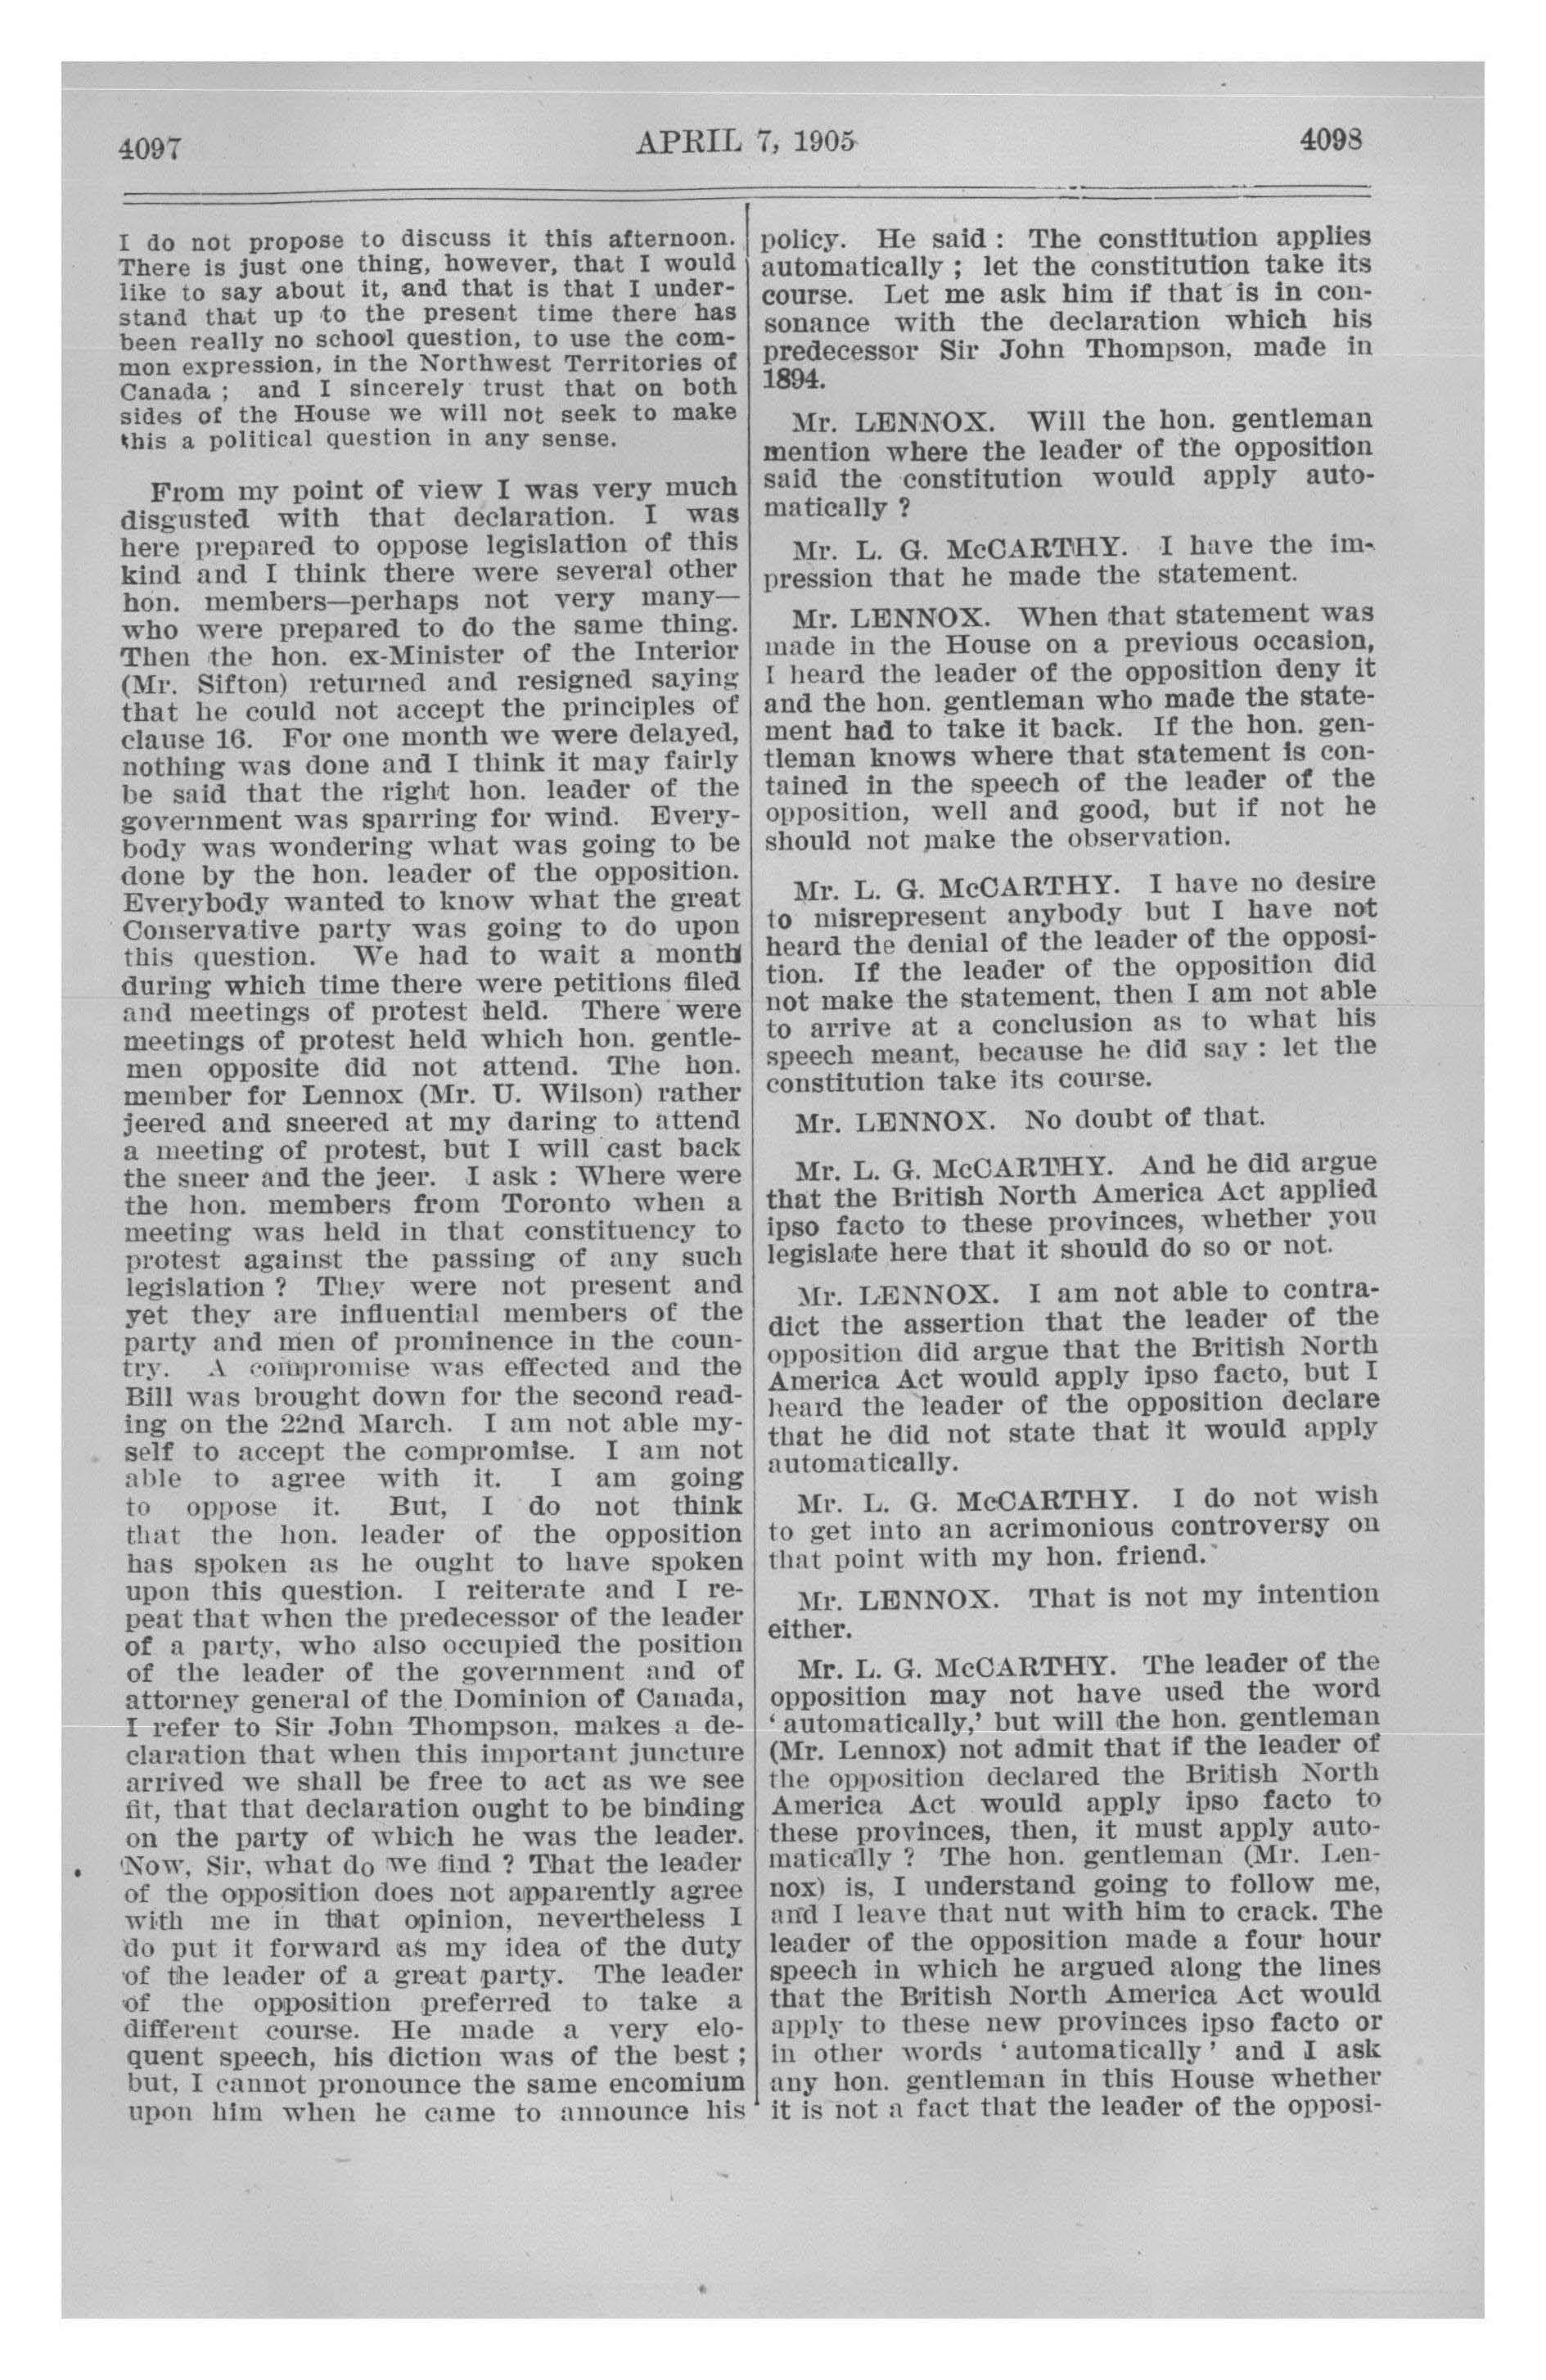 4097
APRIL 7, 1905
4098
I do not propose to discuss it this afternoon.
There is just one thing, however, that I would
like to say about it, and that is that I under-
stand that up to the present time there has
been really no school question, to use the com-
mon expression, in the Northwest Territories of
Canada ; and I sincerely trust that on both
sides of the House we will not seek to make
this a political question in any sense.
From my point of view I was very much
disgusted with that declaration. I was
here prepared to oppose legislation of this
kind and I think there were several other
hon. members—perhaps not very many—
who were prepared to do the same thing.
Then the hon. ex-Minister of the Interior
(Mr. Sifton) returned and resigned saying
that he could not accept the principles of
clause 16. For one month we were delayed,
nothing was done and I think it may fairly
be said that the right hon. leader of the
government was sparring for wind. Every-
body was wondering what was going to be
done by the hon. leader of the opposition.
Everybody wanted to know what the great
Conservative party was going to do upon
this question. We had to wait a month
during which time there were petitions filed
and meetings of protest held. There were
meetings of protest held which hon. gentle-
men opposite did not attend. The hon.
member for Lennox (Mr. U. Wilson) rather
jeered and sneered at my daring to attend
a meeting of protest, but I will cast back
the sneer and the jeer. I ask : Where were
the hon. members from Toronto when a
meeting was held in that constituency to
protest against the passing of any such
legislation ? They were not present and
yet they are influential members of the
party and men of prominence in the coun-
try. A compromise was effected and the
Bill was brought down for the second read-
ing on the 22nd March. I am not able my-
self to accept the compromise. I am not
able to agree with it. I am going
to oppose it. But, I do not think
that the hon. leader of the opposition
has spoken as he ought to have spoken
upon this question. I reiterate and I re-
peat that when the predecessor of the leader
of a party, who also occupied the position
of the leader of the government and of
attorney general of the Dominion of Canada,
I refer to Sir John Thompson, makes a de-
claration that when this important juncture
arrived we shall be free to act as we see
fit, that that declaration ought to be binding
on the party of which he was the leader.
Now, Sir, what do we find ? That the leader
of the opposition does not apparently agree
with me in that opinion, nevertheless I
do put it forward as my idea of the duty
of the leader of a great party. The leader
of the opposition preferred to take a
different course. He made a very elo-
quent speech, his diction was of the best ;
but, I cannot pronounce the same encomium
upon him when he came to announce his
policy. He said : The constitution applies
automatically ; let the constitution take its
course. Let me ask him if that is in con-
sonance with the declaration which his
predecessor Sir John Thompson, made in
1894.
Mr. LENNOX. Will the hon. gentleman
mention where the leader of the opposition
said the constitution would apply auto-
matically ?
Mr. L. G. McCARTHY. I have the im-
pression that he made the statement.
Mr. LENNOX. When that statement was
made in the House on a previous occasion,
I heard the leader of the opposition deny it
and the hon. gentleman who made the state-
ment had to take it back. If the hon. gen-
tleman knows where that statement is con-
tained in the speech of the leader of the
opposition, well and good, but if not he
should not make the observation.
Mr. L. G. McCARTHY. I have no desire
to misrepresent anybody but I have not
heard the denial of the leader of the opposi-
tion. If the leader of the opposition did
not make the statement, then I am not able
to arrive at a conclusion as to what his
speech meant, because he did say : let the
constitution take its course.
Mr. LENNOX. No doubt of that.
Mr. L. G. McCARTHY. And he did argue
that the British North America Act applied
ipso facto to these provinces, whether you
legislate here that it should do so or not.
Mr. LENNOX. I am not able to contra-
dict the assertion that the leader of the
opposition did argue that the British North
America Act would apply ipso facto, but I
heard the leader of the opposition declare
that he did not state that it would apply
automatically.
Mr. L. G. McCARTHY. I do not wish
to get into an acrimonious controversy on
that point with my hon. friend.
Mr. LENNOX. That is not my intention
either.
Mr. L. G. McCARTHY. The leader of the
opposition may not have used the word
‘ automatically,’ but will the hon. gentleman
(Mr. Lennox) not admit that if the leader of
the opposition declared the British North
America Act would apply ipso facto to
these provinces, then, it must apply auto-
matically ? The hon. gentleman (Mr. Len-
nox) is, I understand going to follow me,
and I leave that nut with him to crack. The
leader of the opposition made a four hour
speech in which he argued along the lines
that the British North America Act would
apply to these new provinces ipso facto or
in other words ‘ automatically ’ and I ask
any hon. gentleman in this House whether
it is not a fact that the leader of the opposi-